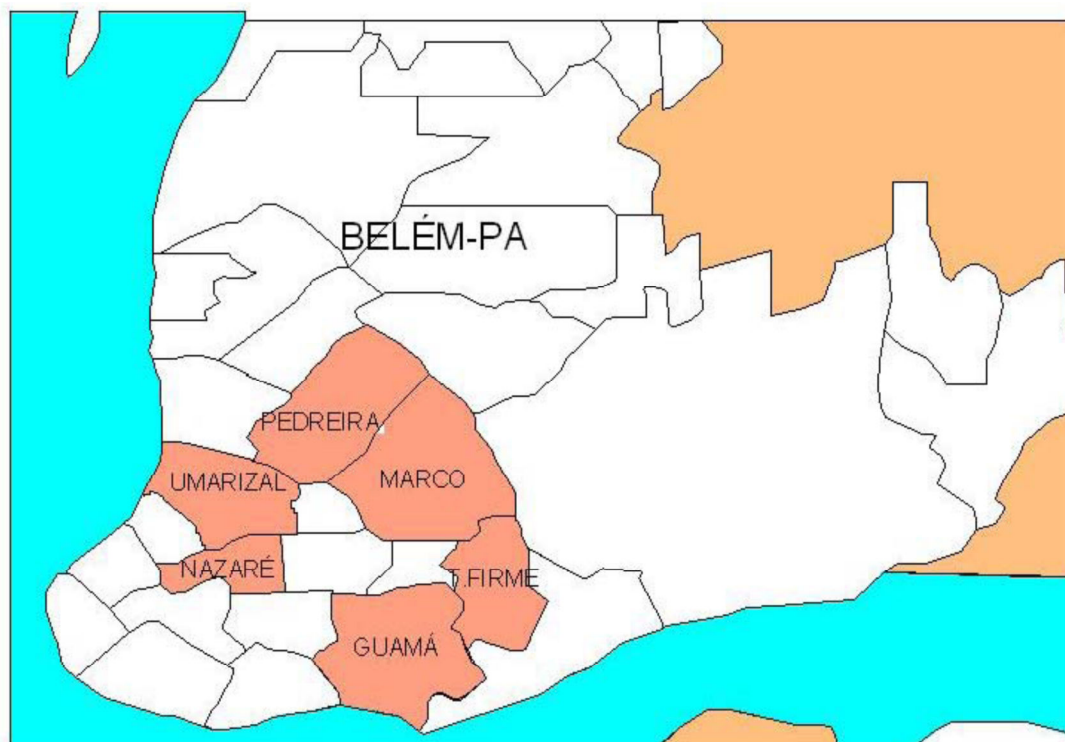 BELÉM-PA
PEDREIRA
UMARIZAL
MARCO
NAZARÉ
T.FIRME
GUAMÁ